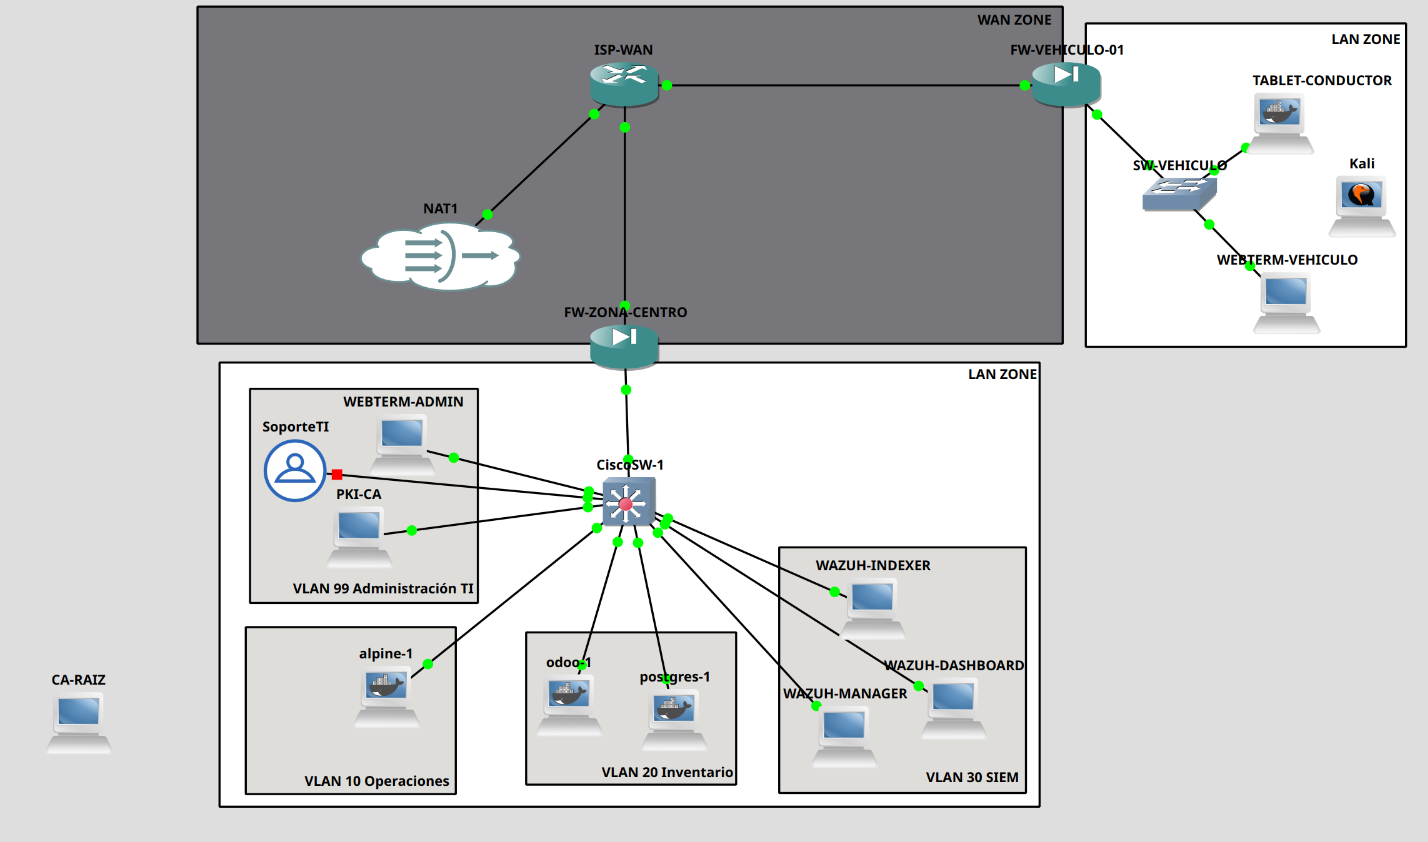 WAN ZONE
ISP-WAN
FW-VEHICULO-01
LAN ZONE
TABLET-CONDUCTOR
SW-VEHICULO
Kali
NAT1
WEBTERM-VEHICULO
FW-ZONA-CENTRO
LAN ZONE
WEBTERM-ADMIN
SoporteTI
CiscoSW-1
PKI-CA
WAZUH-INDEXER
VLAN 99 Administración TI
alpine-1
odoo-1
WAZUH-DASHBOARD
postgres-1
CA-RAIZ
WAZUH-MANAGER
VLAN 20 Inventario
VLAN 30 SIEM
VLAN 10 Operaciones